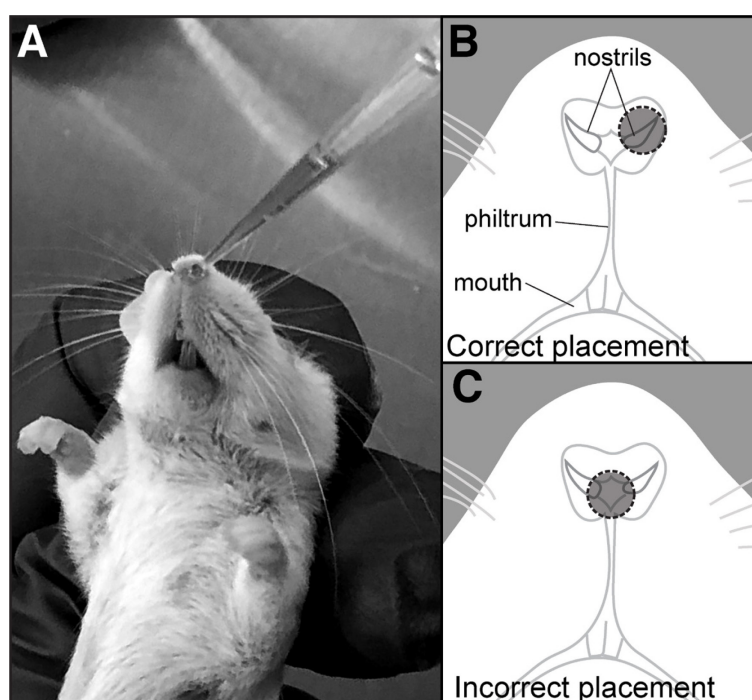 A
B
nostrils
philtrum
mouth
Correct placement
C
Incorrect placement